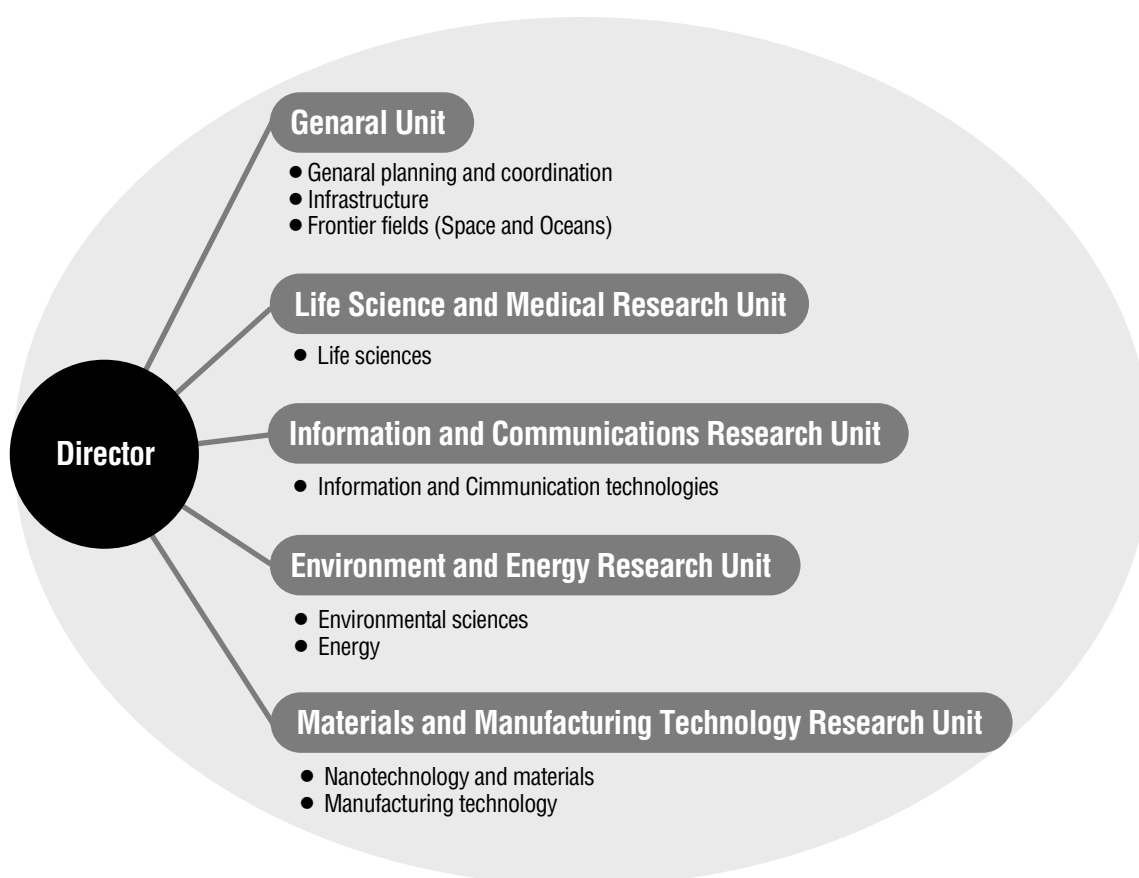 Genaral Unit
● Genaral planning and coordination
● Infrastructure
● Frontier fields (Space and Oceans)
Life Science and Medical Research Unit
● Life sciences
Director
Information and Communications Research Unit
● Information and Cimmunication technologies
Environment and Energy Research Unit
● Environmental sciences
● Energy
Materials and Manufacturing Technology Research Unit
● Nanotechnology and materials
● Manufacturing technology